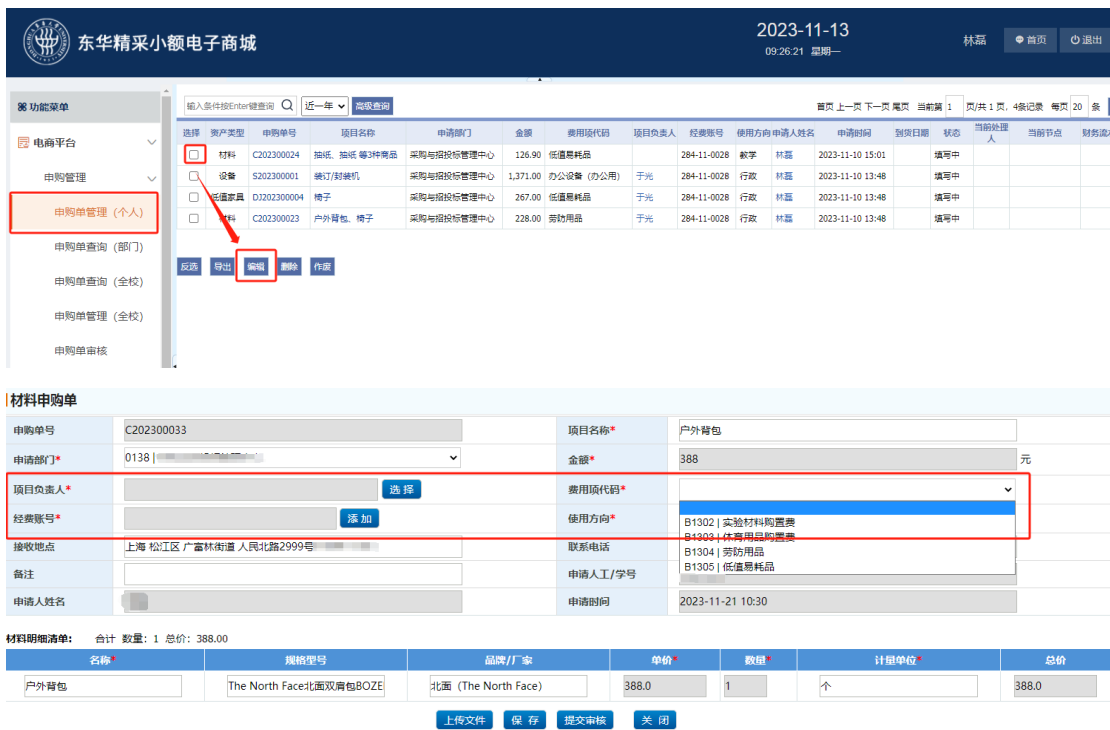 东华精采小额电子商城
2023-11-13
09:26:21 星期一
林磊 首页 退出
功能菜单
电商平台
申购管理
申购单管理（个人）
申购单查询（部门）
申购单查询（全校）
申购单管理（全校）
申购单审核
输入条件按Enter键查询 近一年 高级查询 首页 上一页 下一页 尾页 当前第 1 页/共 1 页，4条记录 每页 20 条
选择 资产类型 申购单号 项目名称 申购部门 金额 费用项代码 项目负责人 经费账号 使用方向 申请人姓名 申请时间 到货日期 状态 当前处理人 当前节点 财务流
材料 C202300024 抽纸、抽纸 等3种商品 采购与招投标管理中心 126.90 低值易耗品 284-11-0028 教学 林磊 2023-11-10 15:01 填写中
设备 S202300001 装订/封装机 采购与招投标管理中心 1,371.00 办公设备（办公用） 于光 284-11-0028 行政 林磊 2023-11-10 13:48 填写中
低值家具 DJ202300004 椅子 采购与招投标管理中心 267.00 低值易耗品 于光 284-11-0028 行政 林磊 2023-11-10 13:48 填写中
材料 C202300023 户外背包、椅子 采购与招投标管理中心 228.00 劳防用品 于光 284-11-0028 行政 林磊 2023-11-10 13:48 填写中
反选 导出 编辑 删除 作废
材料申购单
申购单号 C202300033 项目名称* 户外背包
申请部门* 0138 | 金额* 388 元
项目负责人* 选 择 费用项代码*
经费账号* 添 加 使用方向*
B1302 | 实验材料购置费
B1303 | 体育用品购置费
B1304 | 劳防用品
B1305 | 低值易耗品
接收地点 上海 松江区 广富林街道 人民北路2999号 联系电话
备注 申请人工/学号
申请人姓名 申请时间 2023-11-21 10:30
材料明细清单： 合计 数量：1 总价：388.00
名称* 规格型号 品牌/厂家 单价* 数量* 计量单位* 总价
户外背包 The North Face北面双肩包BOZE 北面（The North Face） 388.0 1 个 388.0
上传文件 保 存 提交审核 关 闭